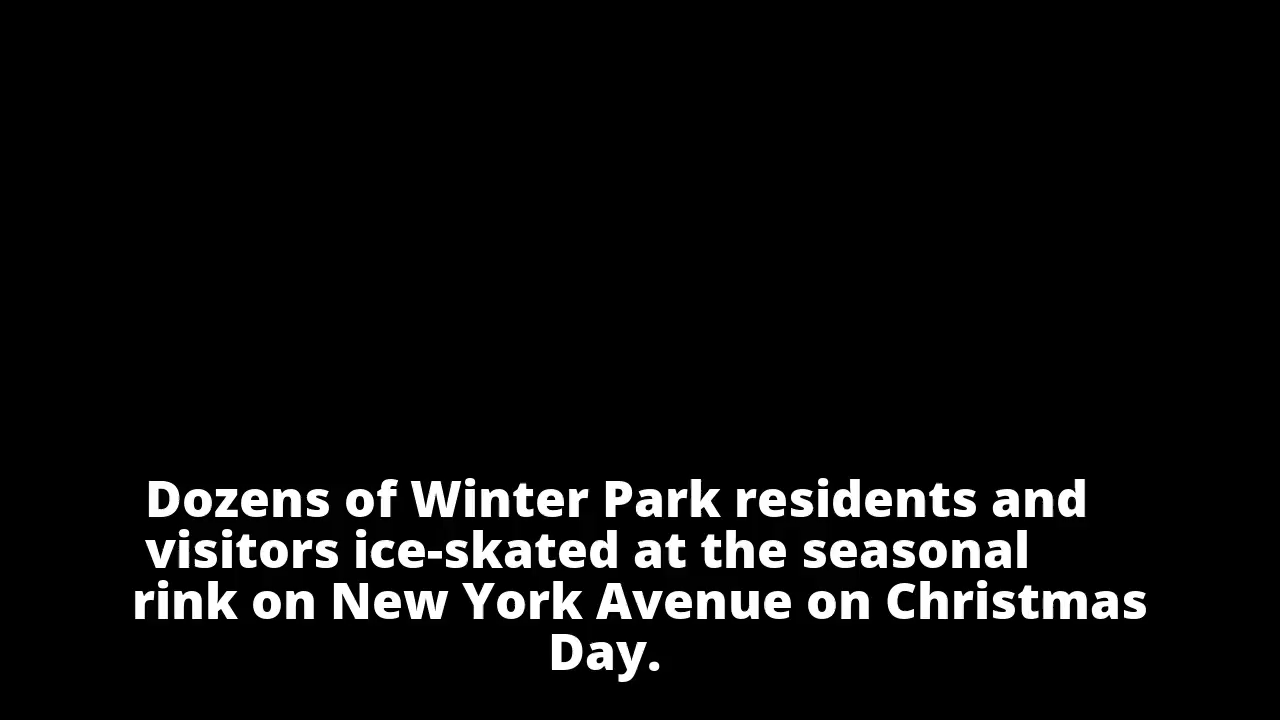 Dozens of Winter Park residents and
visitors ice-skated at the seasonal
rink on New York Avenue on Christmas
Day.